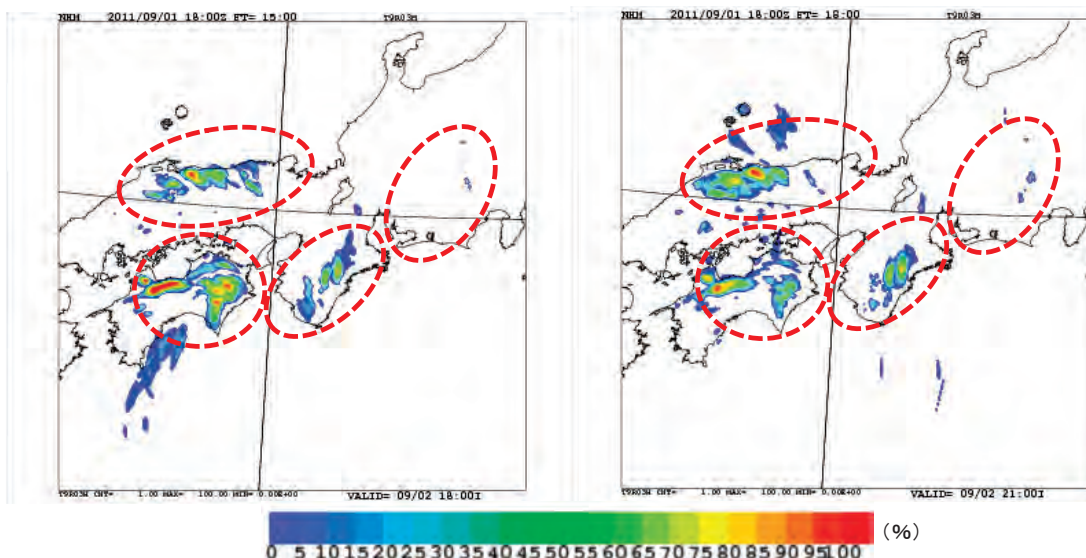 NHM 2011/09/01 18:00Z FT= 15:00 T9R03H
T9R03H CNT= 1.00 MAX= 100.00 MIN= 0.00E+00 VALID= 09/02 18:00I
NHM 2011/09/01 18:00Z FT= 18:00 T9R03H
T9R03H CNT= 1.00 MAX= 100.00 MIN= 0.00E+00 VALID= 09/02 21:00I
0 5 10 15 20 25 30 35 40 45 50 55 60 65 70 75 80 85 90 95 100 (%)